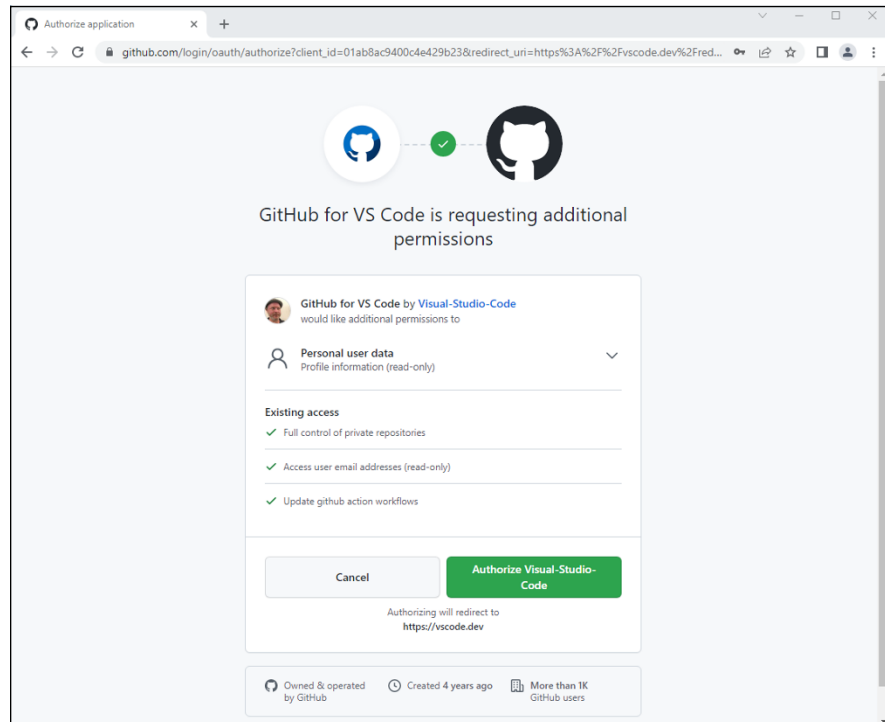 Authorize application
github.com/login/oauth/authorize?client_id=01ab8ac9400c4e429b23&redirect_uri=https%3A%2F%2Fvscode.dev%2Fred...
GitHub for VS Code is requesting additional
permissions
GitHub for VS Code by Visual-Studio-Code
would like additional permissions to
Personal user data
Profile information (read-only)
Existing access
Full control of private repositories
Access user email addresses (read-only)
Update github action workflows
Cancel
Authorize Visual-Studio-
Code
Authorizing will redirect to
https://vscode.dev
Owned & operated
by GitHub
Created 4 years ago
More than 1K
GitHub users